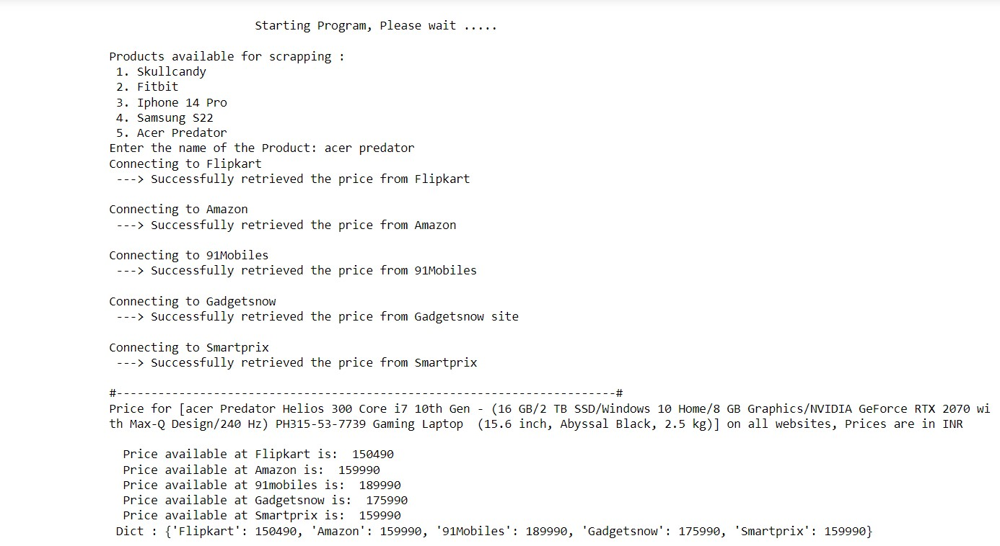 Starting Program, Please wait .....
Products available for scrapping :
1. Skullcandy
2. Fitbit
3. Iphone 14 Pro
4. Samsung S22
5. Acer Predator
Enter the name of the Product: acer predator
Connecting to Flipkart
---> Successfully retrieved the price from Flipkart
Connecting to Amazon
---> Successfully retrieved the price from Amazon
Connecting to 91Mobiles
---> Successfully retrieved the price from 91Mobiles
Connecting to Gadgetsnow
---> Successfully retrieved the price from Gadgetsnow site
Connecting to Smartprix
---> Successfully retrieved the price from Smartprix
#------------------------------------------------------------------------#
Price for [acer Predator Helios 300 Core i7 10th Gen - (16 GB/2 TB SSD/Windows 10 Home/8 GB Graphics/NVIDIA GeForce RTX 2070 wi
th Max-Q Design/240 Hz) PH315-53-7739 Gaming Laptop  (15.6 inch, Abyssal Black, 2.5 kg)] on all websites, Prices are in INR
Price available at Flipkart is:  150490
Price available at Amazon is:  159990
Price available at 91mobiles is:  189990
Price available at Gadgetsnow is:  175990
Price available at Smartprix is:  159990
Dict : {'Flipkart': 150490, 'Amazon': 159990, '91Mobiles': 189990, 'Gadgetsnow': 175990, 'Smartprix': 159990}